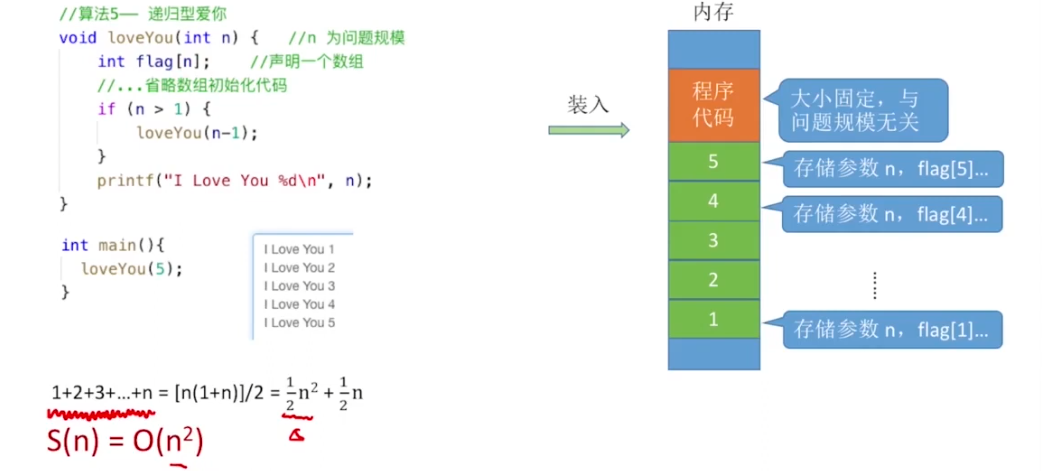 //算法5—— 递归型爱你
void loveYou(int n) {   //n 为问题规模
    int flag[n];    //声明一个数组
    //...省略数组初始化代码
    if (n > 1) {
        loveYou(n-1);
    }
    printf("I Love You %d\n", n);
}
int main(){
  loveYou(5);
}
I Love You 1
I Love You 2
I Love You 3
I Love You 4
I Love You 5
1+2+3+...+n = [n(1+n)]/2 = 1/2 n² + 1/2 n
S(n) = O(n²)
装入
内存
程序
代码
大小固定，与
问题规模无关
5
存储参数 n，flag[5]...
4
存储参数 n，flag[4]...
3
2
1
存储参数 n，flag[1]...